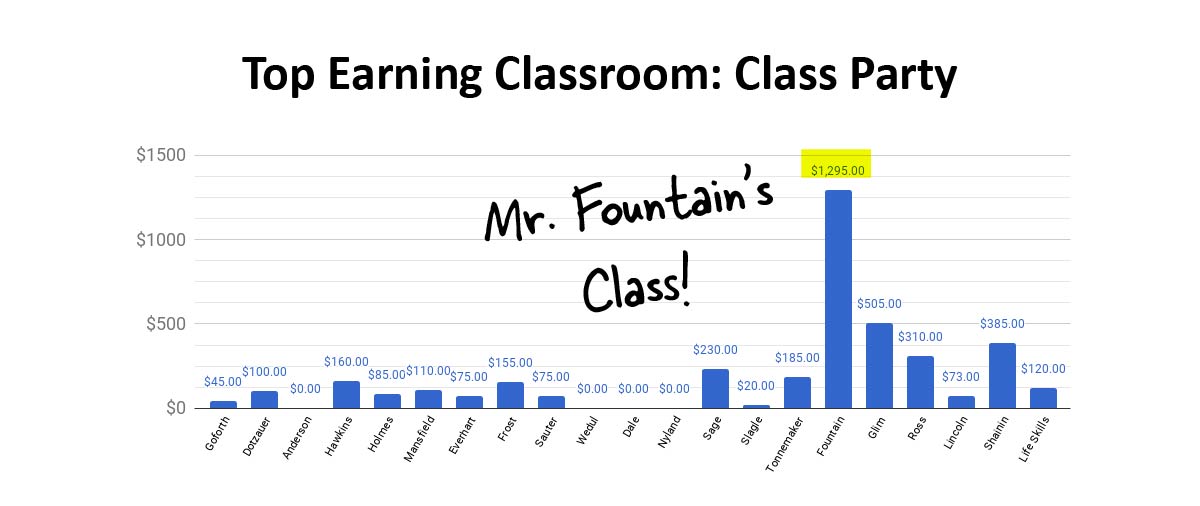 Top Earning Classroom: Class Party
$1500
$1000
$500
$0
Mr. Fountain's
Class!
$45.00
$100.00
$0.00
$160.00
$85.00
$110.00
$75.00
$155.00
$75.00
$0.00
$0.00
$0.00
$230.00
$20.00
$185.00
$1,295.00
$505.00
$310.00
$73.00
$385.00
$120.00
Goforth
Dotzauer
Anderson
Hawkins
Holmes
Mansfield
Everhart
Frost
Sauter
Wedul
Dale
Nyland
Sage
Slagle
Tonnemaker
Fountain
Glim
Ross
Lincoln
Shainin
Life Skills